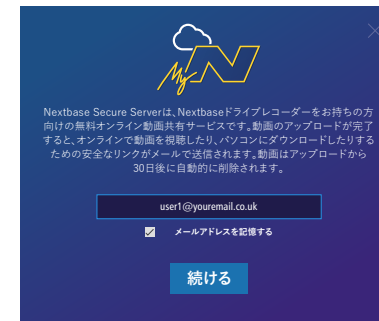 My N
Nextbase Secure Serverは、Nextbaseドライブレコーダーをお持ちの方
向けの無料オンライン動画共有サービスです。動画のアップロードが完了
すると、オンラインで動画を視聴したり、パソコンにダウンロードしたりする
ための安全なリンクがメールで送信されます。動画はアップロードから
30日後に自動的に削除されます。
user1@youremail.co.uk
メールアドレスを記憶する
続ける